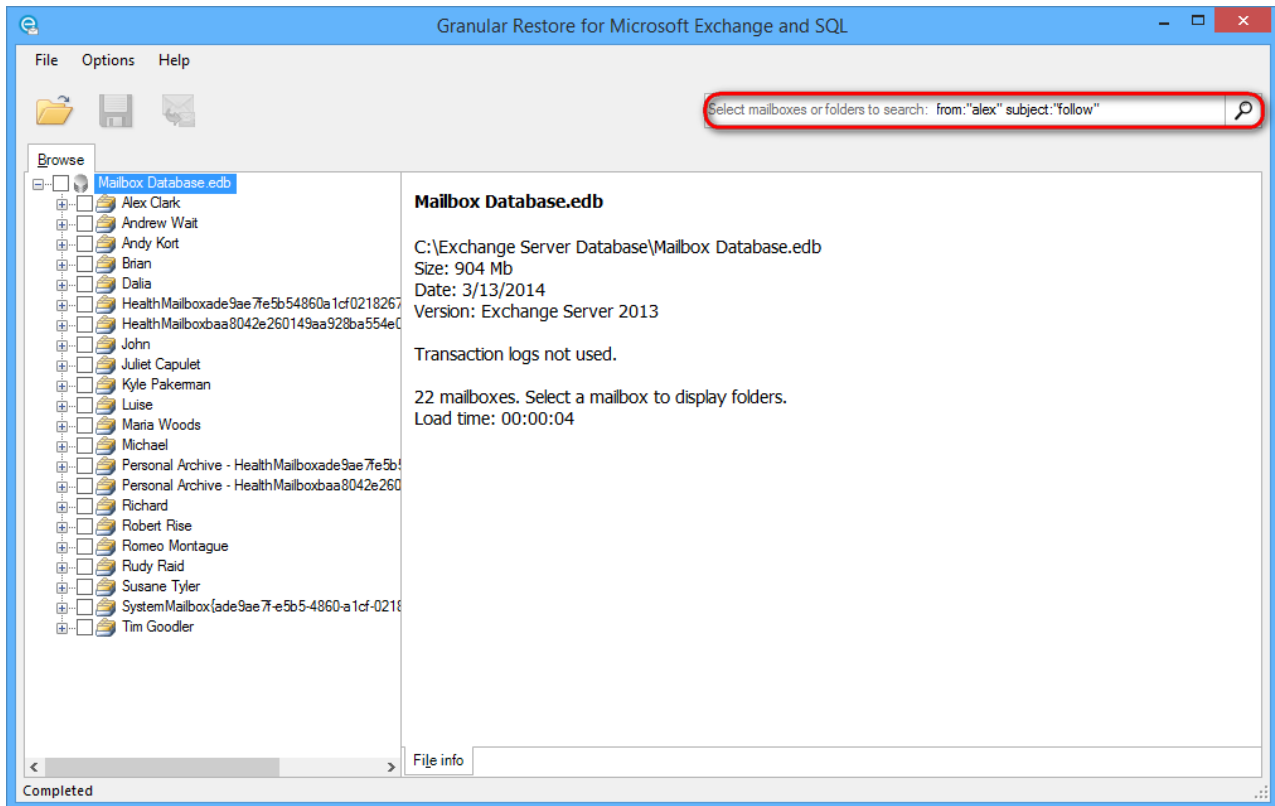 Granular Restore for Microsoft Exchange and SQL
File Options Help
Select mailboxes or folders to search: from:"alex" subject:"follow"
Browse
Mailbox Database.edb
Alex Clark
Andrew Wait
Andy Kort
Brian
Dalia
HealthMailboxade9ae7fe5b54860a1cf0218267
HealthMailboxbaa8042e260149aa928ba554e0
John
Juliet Capulet
Kyle Pakeman
Luise
Maria Woods
Michael
Personal Archive - HealthMailboxade9ae7fe5b5
Personal Archive - HealthMailboxbaa8042e260
Richard
Robert Rise
Romeo Montague
Rudy Raid
Susane Tyler
SystemMailbox{ade9ae7f-e5b5-4860-a1cf-0218
Tim Goodler
Mailbox Database.edb
C:\Exchange Server Database\Mailbox Database.edb
Size: 904 Mb
Date: 3/13/2014
Version: Exchange Server 2013
Transaction logs not used.
22 mailboxes. Select a mailbox to display folders.
Load time: 00:00:04
File info
Completed